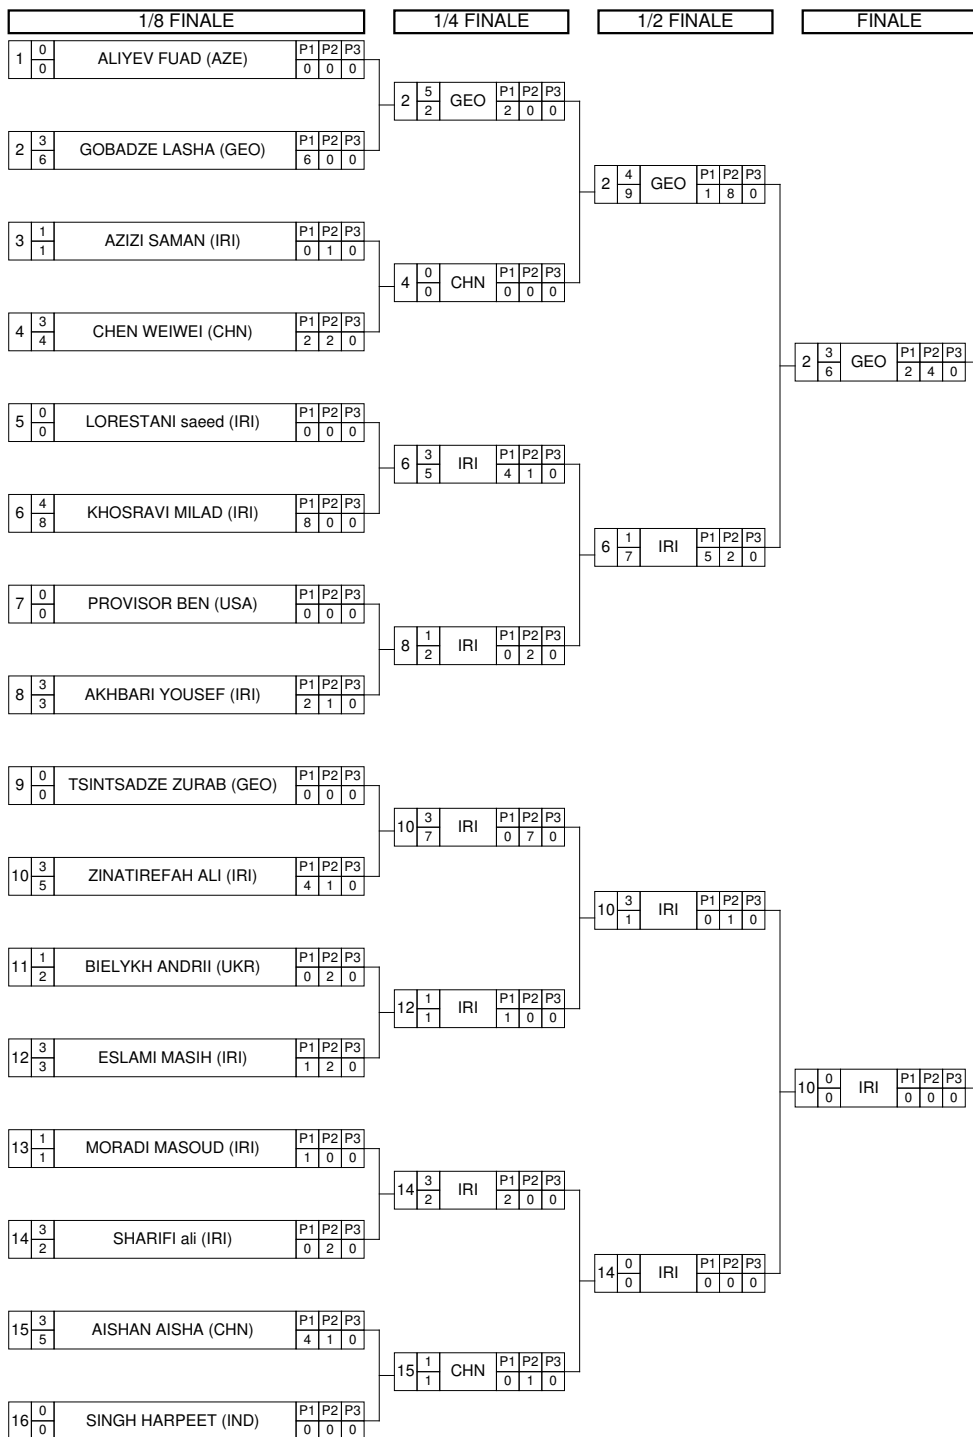 1/8 FINALE 1/4 FINALE 1/2 FINALE FINALE
1 0 0 ALIYEV FUAD (AZE) P1 P2 P3 0 0 0
2 5 2 GEO P1 P2 P3 2 0 0
2 3 6 GOBADZE LASHA (GEO) P1 P2 P3 6 0 0
2 4 9 GEO P1 P2 P3 1 8 0
3 1 1 AZIZI SAMAN (IRI) P1 P2 P3 0 1 0
4 0 0 CHN P1 P2 P3 0 0 0
4 3 4 CHEN WEIWEI (CHN) P1 P2 P3 2 2 0
2 3 6 GEO P1 P2 P3 2 4 0
5 0 0 LORESTANI saeed (IRI) P1 P2 P3 0 0 0
6 3 5 IRI P1 P2 P3 4 1 0
6 4 8 KHOSRAVI MILAD (IRI) P1 P2 P3 8 0 0
6 1 7 IRI P1 P2 P3 5 2 0
7 0 0 PROVISOR BEN (USA) P1 P2 P3 0 0 0
8 1 2 IRI P1 P2 P3 0 2 0
8 3 3 AKHBARI YOUSEF (IRI) P1 P2 P3 2 1 0
9 0 0 TSINTSADZE ZURAB (GEO) P1 P2 P3 0 0 0
10 3 7 IRI P1 P2 P3 0 7 0
10 3 5 ZINATIREFAH ALI (IRI) P1 P2 P3 4 1 0
10 3 1 IRI P1 P2 P3 0 1 0
11 1 2 BIELYKH ANDRII (UKR) P1 P2 P3 0 2 0
12 1 1 IRI P1 P2 P3 1 0 0
12 3 3 ESLAMI MASIH (IRI) P1 P2 P3 1 2 0
10 0 0 IRI P1 P2 P3 0 0 0
13 1 1 MORADI MASOUD (IRI) P1 P2 P3 1 0 0
14 3 2 IRI P1 P2 P3 2 0 0
14 3 2 SHARIFI ali (IRI) P1 P2 P3 0 2 0
14 0 0 IRI P1 P2 P3 0 0 0
15 3 5 AISHAN AISHA (CHN) P1 P2 P3 4 1 0
15 1 1 CHN P1 P2 P3 0 1 0
16 0 0 SINGH HARPEET (IND) P1 P2 P3 0 0 0